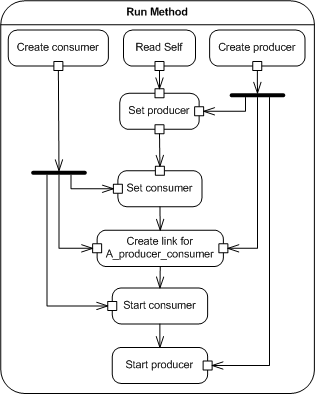 Run Method
Create consumer
Read Self
Create producer
Set producer
Set consumer
Create link for
A_producer_consumer
Start consumer
Start producer